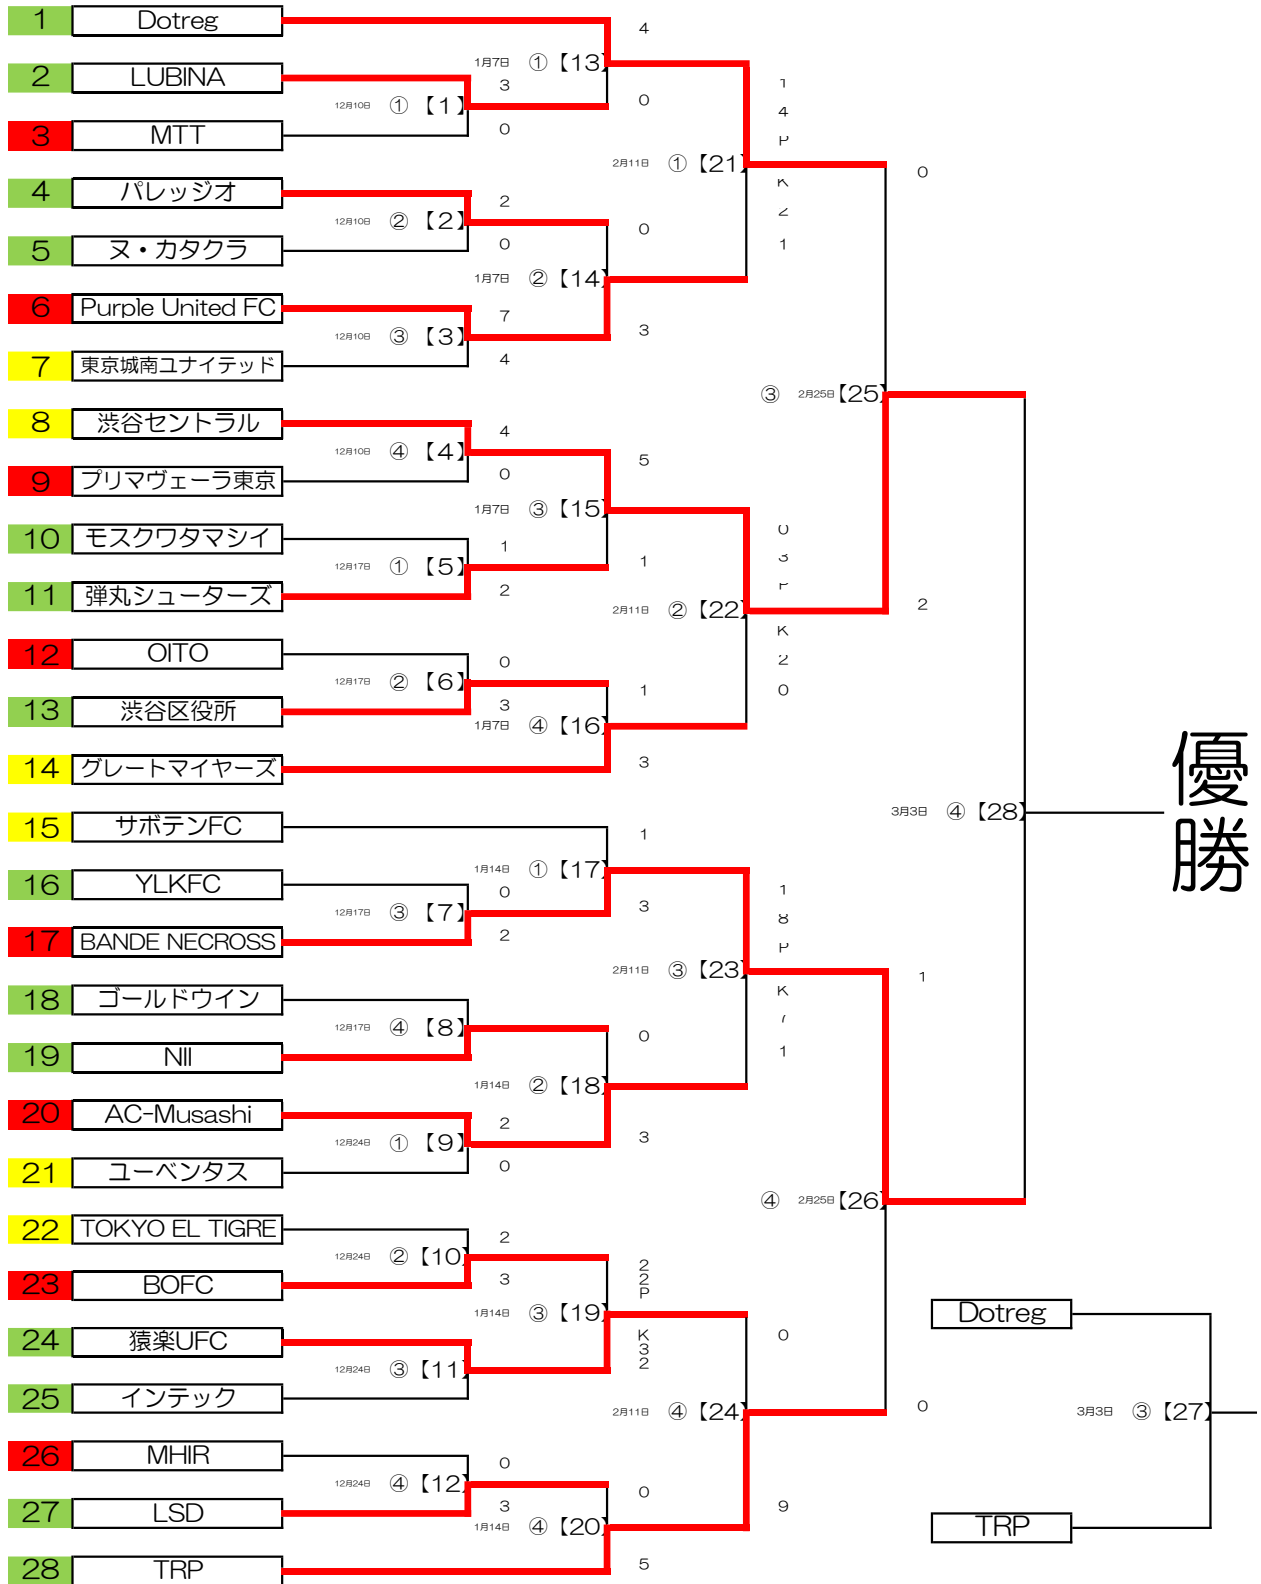 1 Dotreg
4
1月7日 ① 【13】
2 LUBINA
3
12月10日 ① 【1】
0
1
4
P
K
2
1
0
3 MTT
2月11日 ① 【21】
0
4 パレッジオ
2
12月10日 ② 【2】
0
5 ヌ・カタクラ
0
1月7日 ② 【14】
6 Purple United FC
7
12月10日 ③ 【3】
3
7 東京城南ユナイテッド
4
③ 2月25日 【25】
8 渋谷セントラル
4
12月10日 ④ 【4】
5
9 プリマヴェーラ東京
0
1月7日 ③ 【15】
10 モスクワタマシイ
1
12月17日 ① 【5】
1
11 弾丸シューターズ
2
0
3
P
K
2
0
2月11日 ② 【22】
2
12 OITO
0
12月17日 ② 【6】
1
13 渋谷区役所
3
1月7日 ④ 【16】
14 グレートマイヤーズ
3
優
勝
3月3日 ④ 【28】
15 サボテンFC
1
1月14日 ① 【17】
16 YLKFC
0
12月17日 ③ 【7】
3
17 BANDE NECROSS
2
1
8
P
K
7
1
2月11日 ③ 【23】
1
18 ゴールドウイン
12月17日 ④ 【8】
0
19 NII
1月14日 ② 【18】
20 AC-Musashi
2
12月24日 ① 【9】
3
21 ユーベンタス
0
④ 2月25日 【26】
22 TOKYO EL TIGRE
2
12月24日 ② 【10】
2
2
P
K
3
2
23 BOFC
3
1月14日 ③ 【19】
24 猿楽UFC
0
12月24日 ③ 【11】
25 インテック
2月11日 ④ 【24】
0
26 MHIR
0
12月24日 ④ 【12】
0
27 LSD
3
9
1月14日 ④ 【20】
28 TRP
5
Dotreg
3月3日 ③ 【27】
TRP